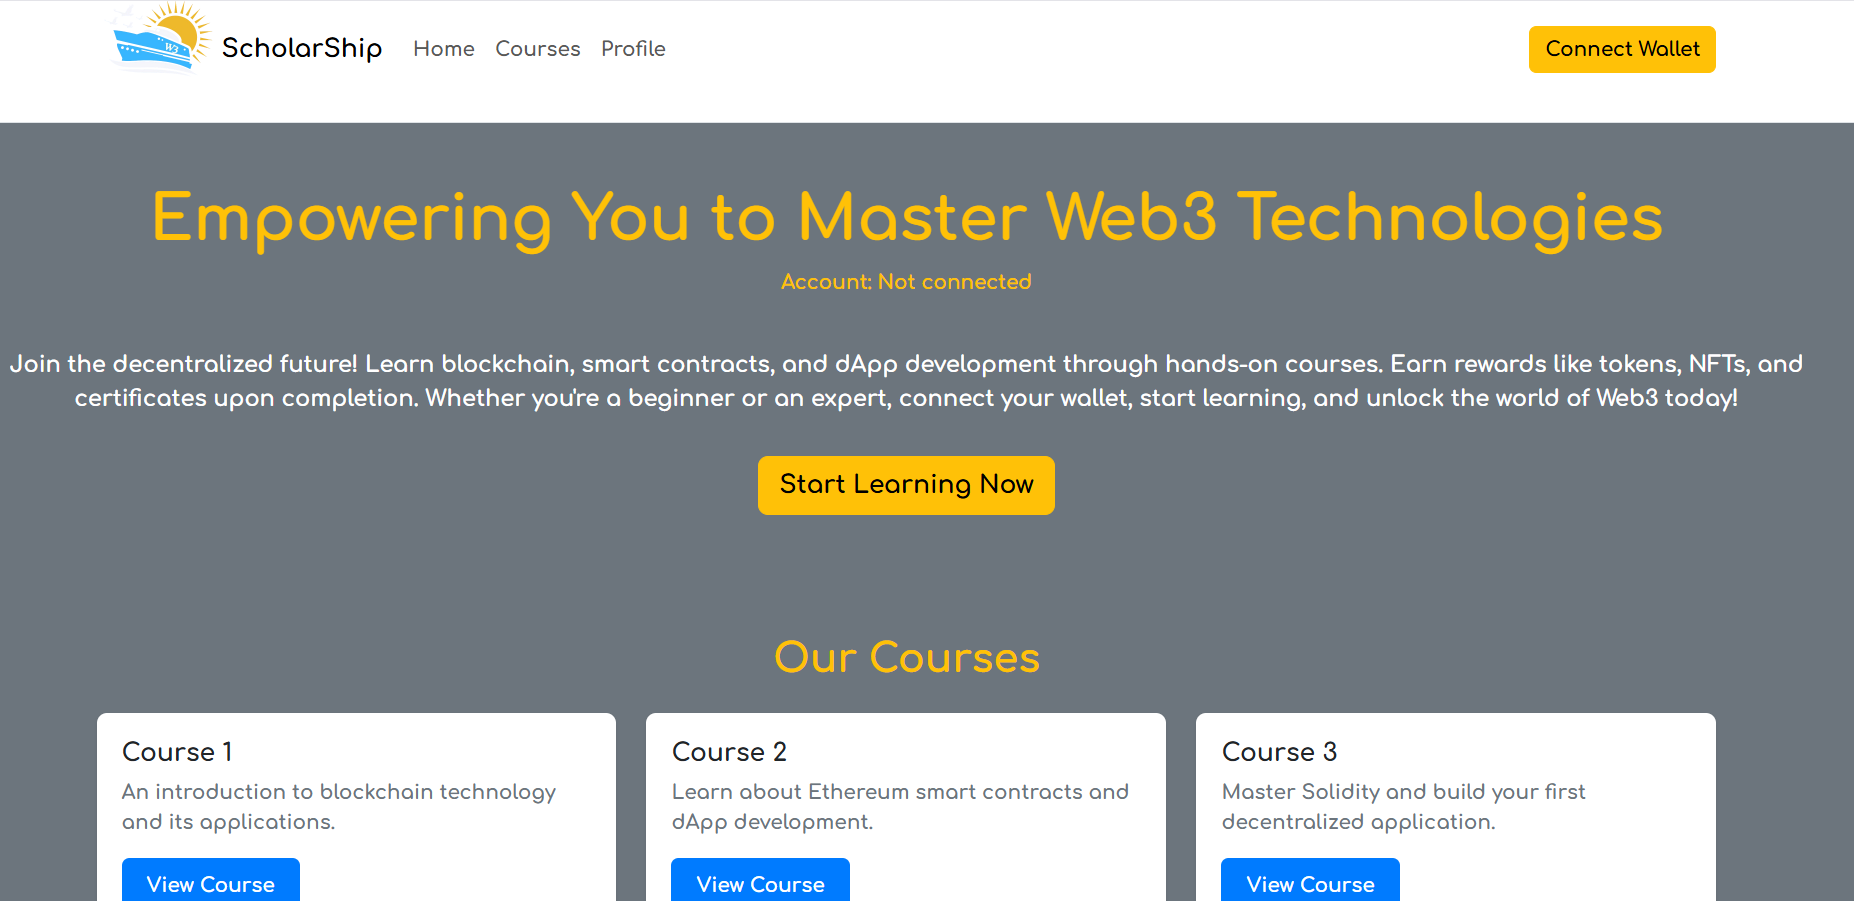 W3
ScholarShip
Home Courses Profile
Connect Wallet
Empowering You to Master Web3 Technologies
Account: Not connected
Join the decentralized future! Learn blockchain, smart contracts, and dApp development through hands-on courses. Earn rewards like tokens, NFTs, and
certificates upon completion. Whether you're a beginner or an expert, connect your wallet, start learning, and unlock the world of Web3 today!
Start Learning Now
Our Courses
Course 1
An introduction to blockchain technology
and its applications.
View Course
Course 2
Learn about Ethereum smart contracts and
dApp development.
View Course
Course 3
Master Solidity and build your first
decentralized application.
View Course